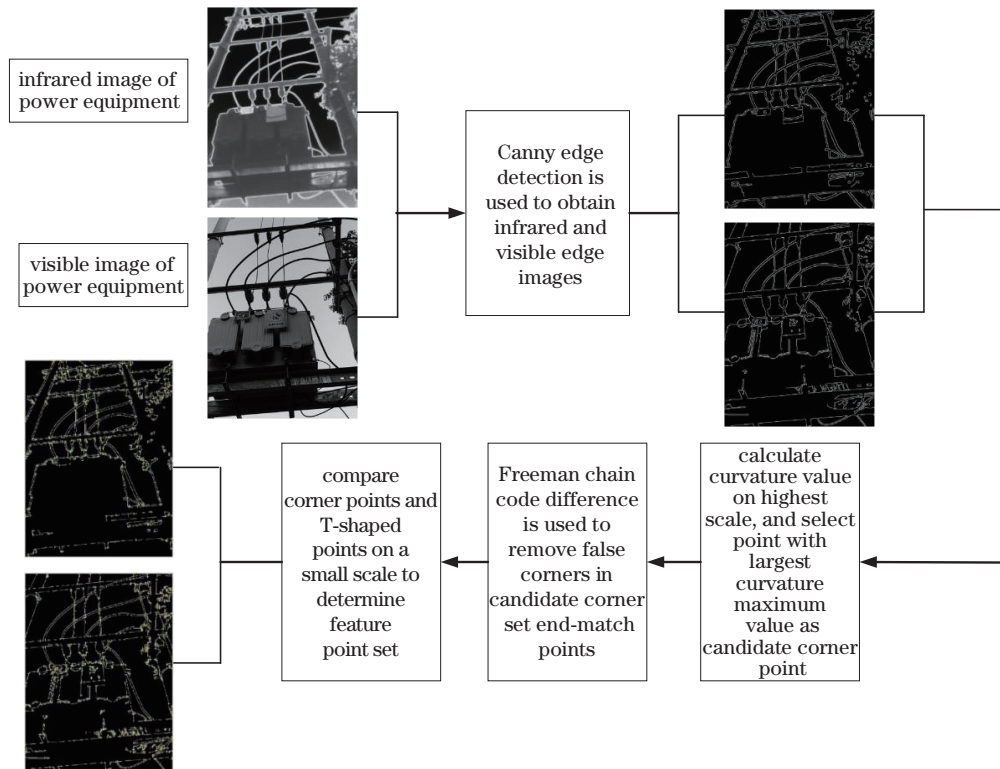 infrared image of
power equipment
visible image of
power equipment
Canny edge
detection is
used to obtain
infrared and
visible edge
images
compare
corner points and
T-shaped
points on a
small scale to
determine
feature
point set
Freeman chain
code difference
is used to
remove false
corners in
candidate corner
set end-match
points
calculate
curvature value
on highest
scale, and select
point with
largest
curvature
maximum
value as
candidate corner
point